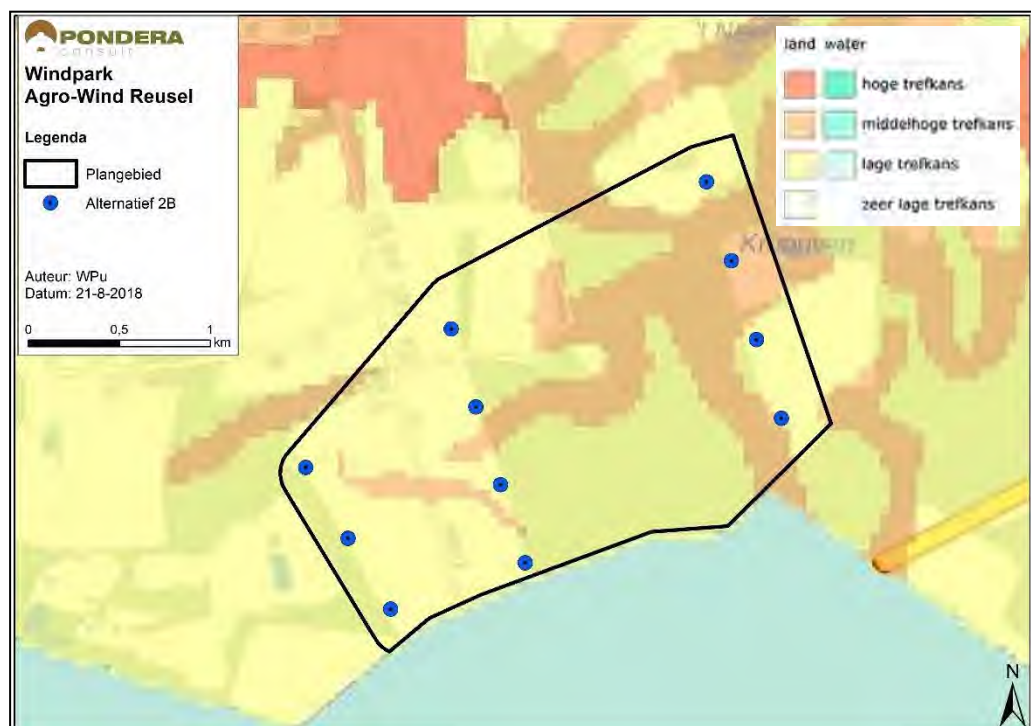 PONDERA
consult
Windpark
Agro-Wind Reusel
Legenda
Plangebied
Alternatief 2B
Auteur: WPu
Datum: 21-8-2018
0 0,5 1
km
land water
hoge trefkans
middelhoge trefkans
lage trefkans
zeer lage trefkans
N